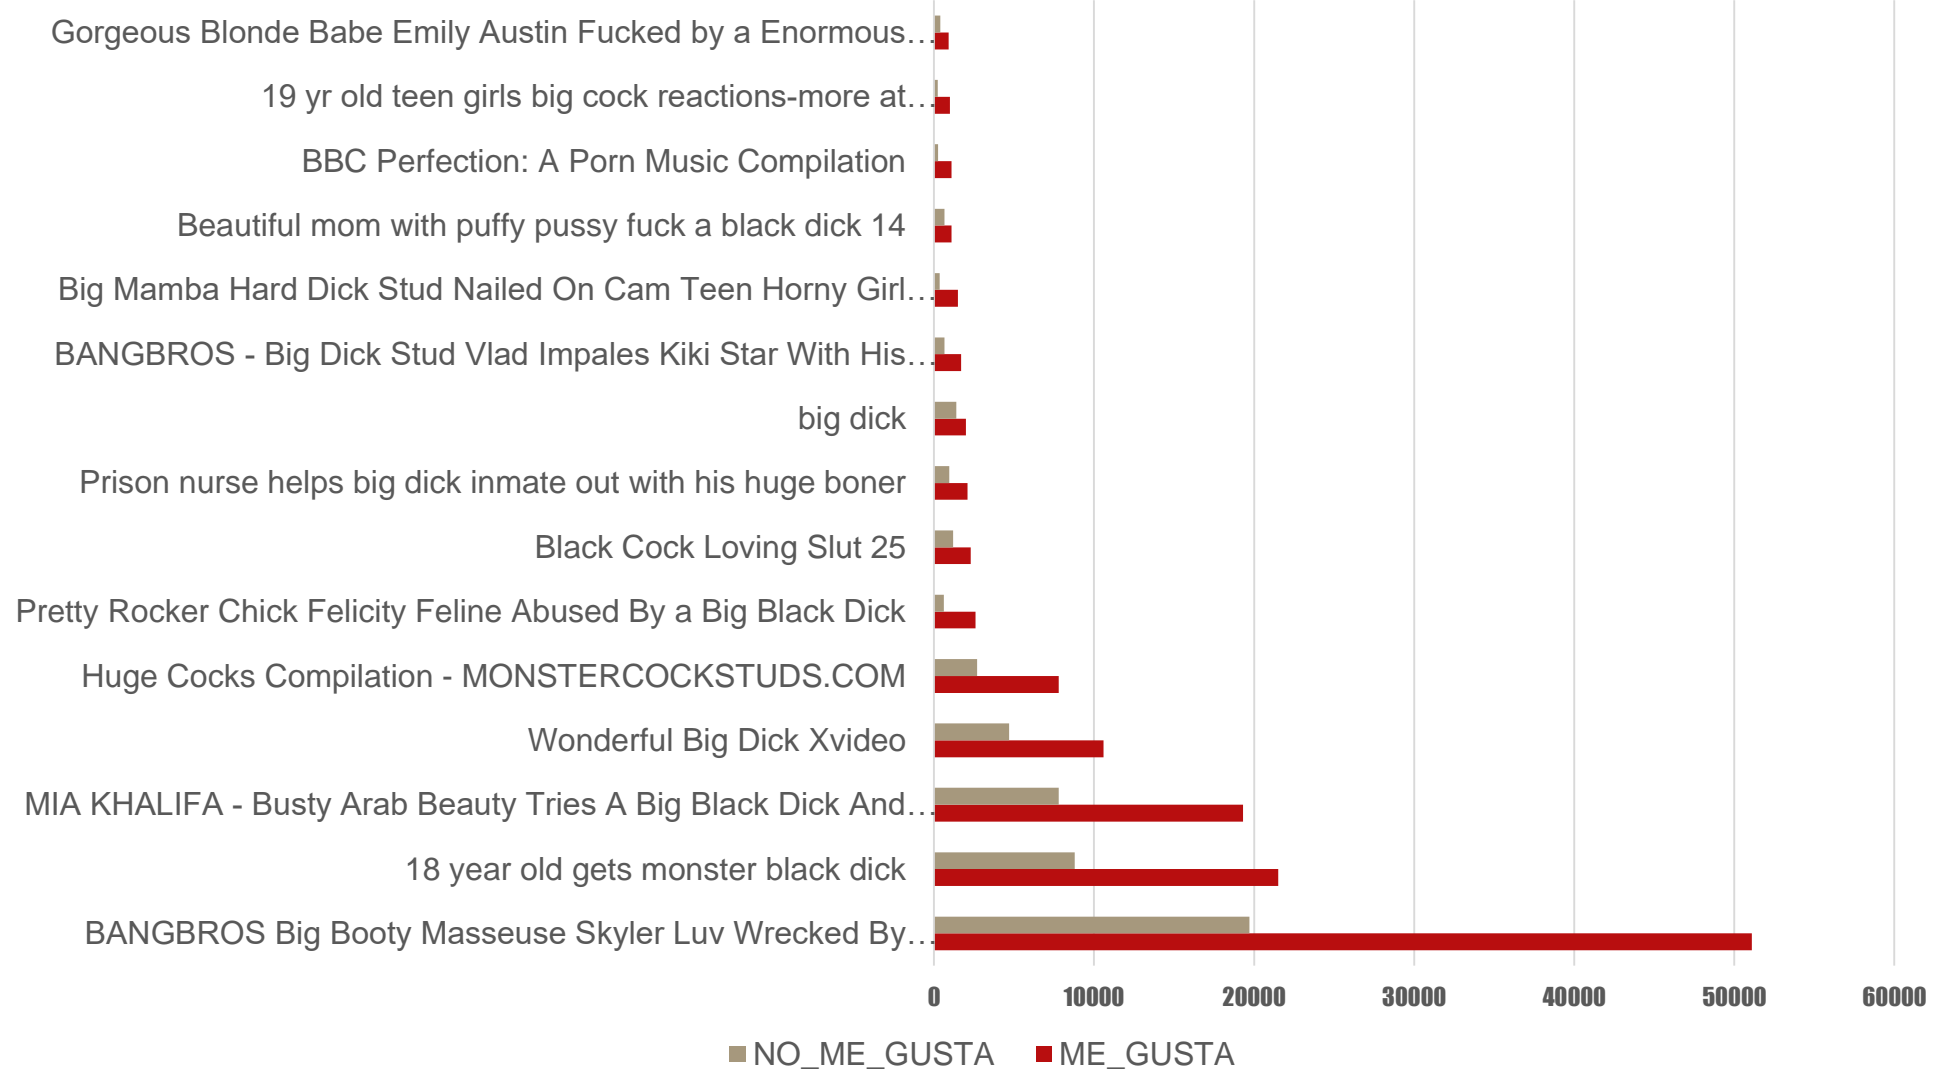 Gorgeous Blonde Babe Emily Austin Fucked by a Enormous…
19 yr old teen girls big cock reactions-more at…
BBC Perfection: A Porn Music Compilation
Beautiful mom with puffy pussy fuck a black dick 14
Big Mamba Hard Dick Stud Nailed On Cam Teen Horny Girl…
BANGBROS - Big Dick Stud Vlad Impales Kiki Star With His…
big dick
Prison nurse helps big dick inmate out with his huge boner
Black Cock Loving Slut 25
Pretty Rocker Chick Felicity Feline Abused By a Big Black Dick
Huge Cocks Compilation - MONSTERCOCKSTUDS.COM
Wonderful Big Dick Xvideo
MIA KHALIFA - Busty Arab Beauty Tries A Big Black Dick And…
18 year old gets monster black dick
BANGBROS Big Booty Masseuse Skyler Luv Wrecked By…
0 10000 20000 30000 40000 50000 60000
NO_ME_GUSTA ME_GUSTA